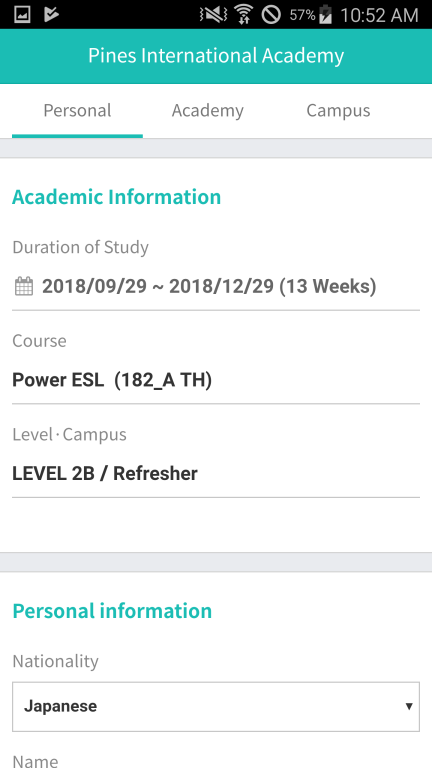 57% 10:52 AM
Pines International Academy
Personal Academy Campus
Academic Information
Duration of Study
2018/09/29 ~ 2018/12/29 (13 Weeks)
Course
Power ESL (182_A TH)
Level·Campus
LEVEL 2B / Refresher
Personal information
Nationality
Japanese
Name